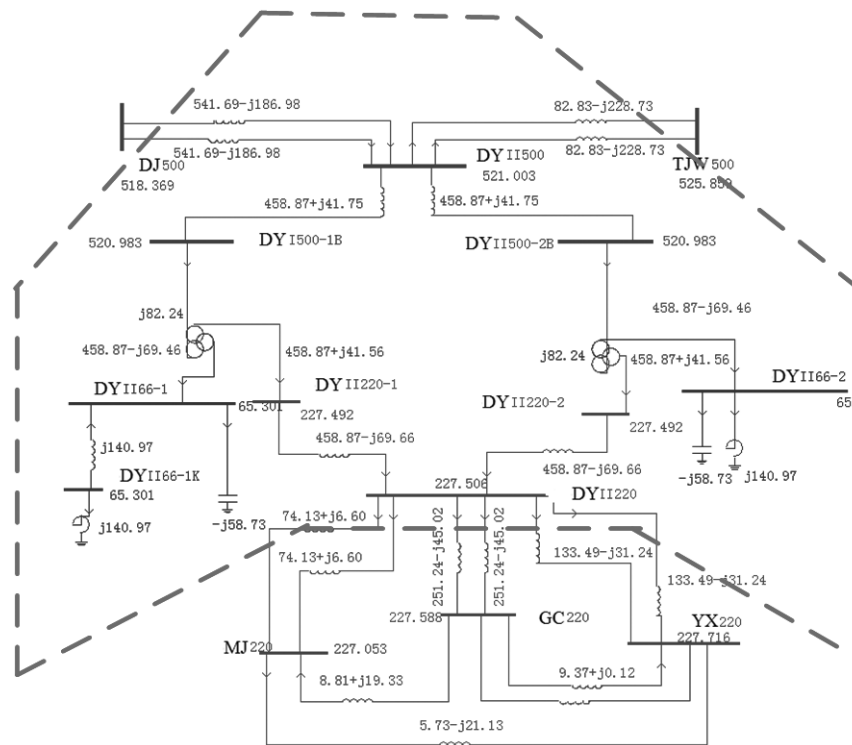 541.69-j186.98
82.83-j228.73
541.69-j186.98
82.83-j228.73
DJ500
518.369
DYII500
521.003
TJW500
525.853
458.87+j41.75
458.87+j41.75
520.983
DYI500-1B
DYII500-2B
520.983
j82.24
458.87-j69.46
458.87-j69.46
458.87+j41.56
j82.24
458.87+j41.56
DYII66-1
65.301
DYII220-1
227.492
DYII66-2
65
DYII220-2
227.492
j140.97
458.87-j69.66
458.87-j69.66
DYII66-1K
65.301
j140.97
-j58.73
-j58.73
j140.97
227.506
DYII220
74.13+j6.60
74.13+j6.60
251.24-j45.02
251.24-j45.02
133.49-j31.24
133.49-j31.24
227.588
GC220
YX220
227.716
MJ220
227.053
8.81+j19.33
9.37+j0.12
5.73-j21.13